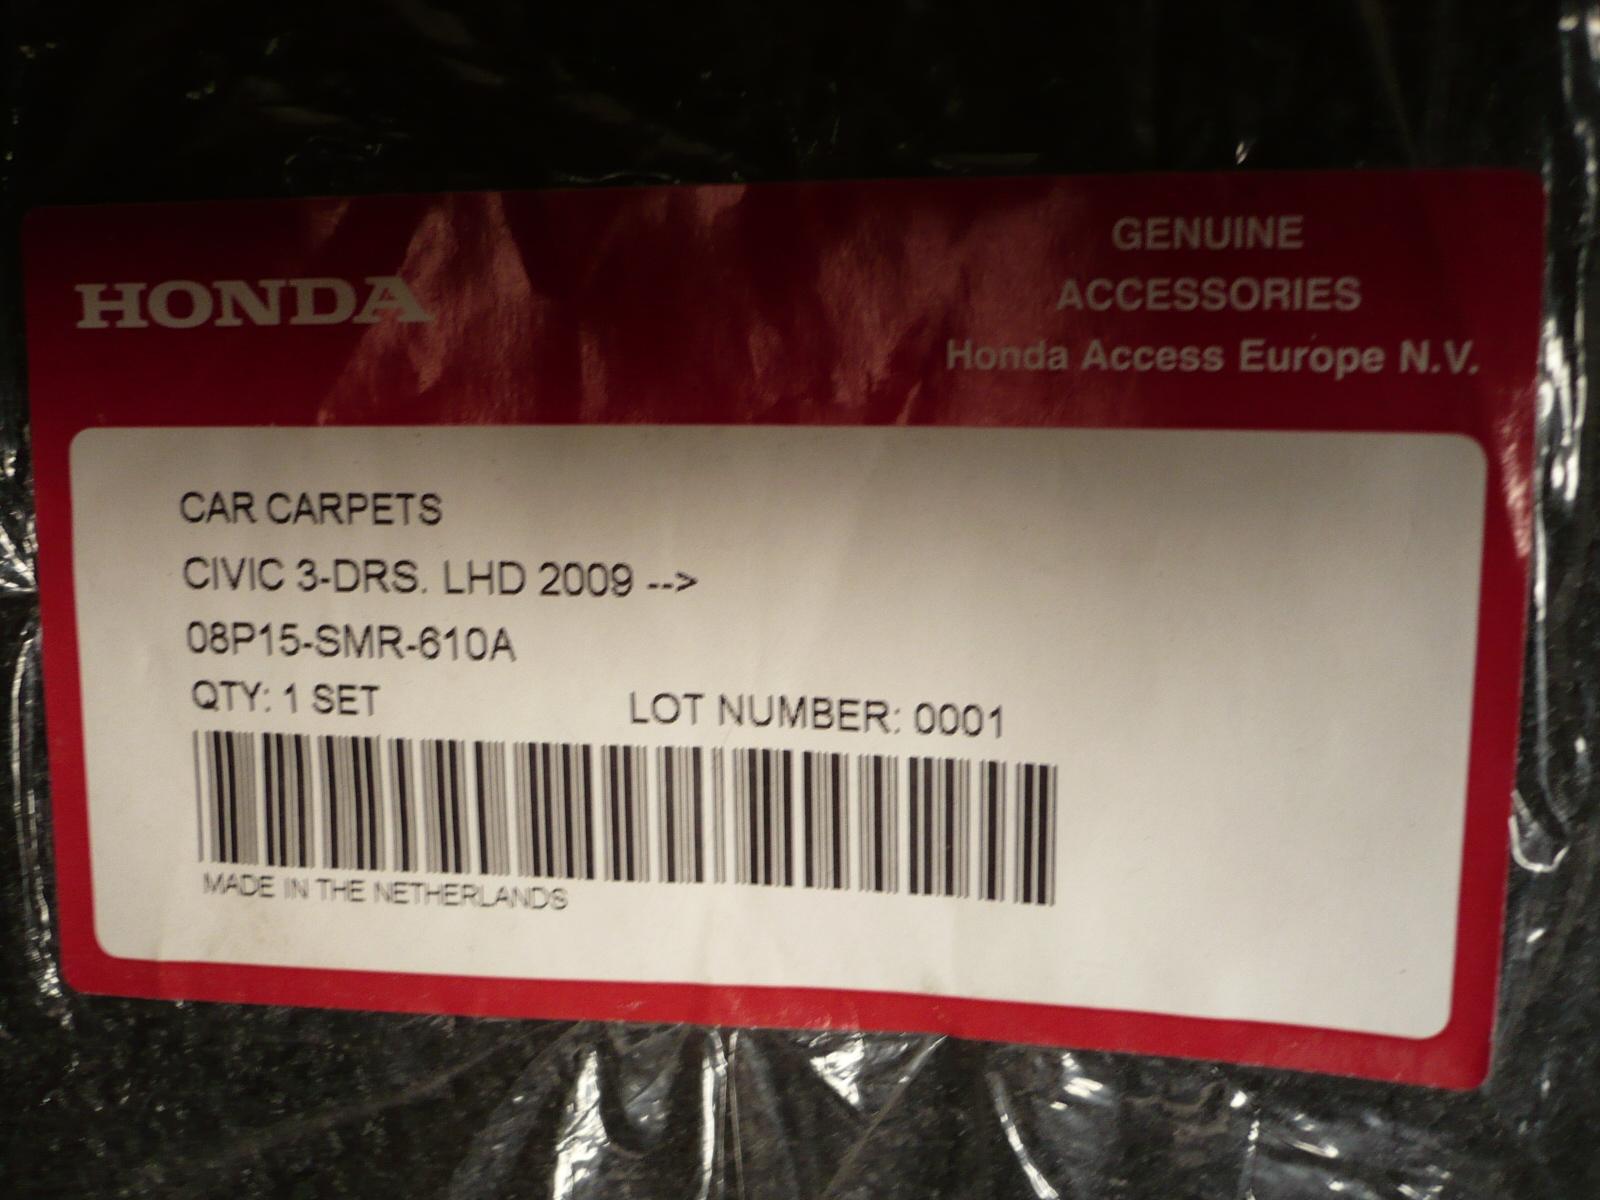 HONDA
GENUINE
ACCESSORIES
Honda Access Europe N.V.
CAR CARPETS
CIVIC 3-DRS. LHD 2009 -->
08P15-SMR-610A
QTY: 1 SET LOT NUMBER: 0001
MADE IN THE NETHERLANDS